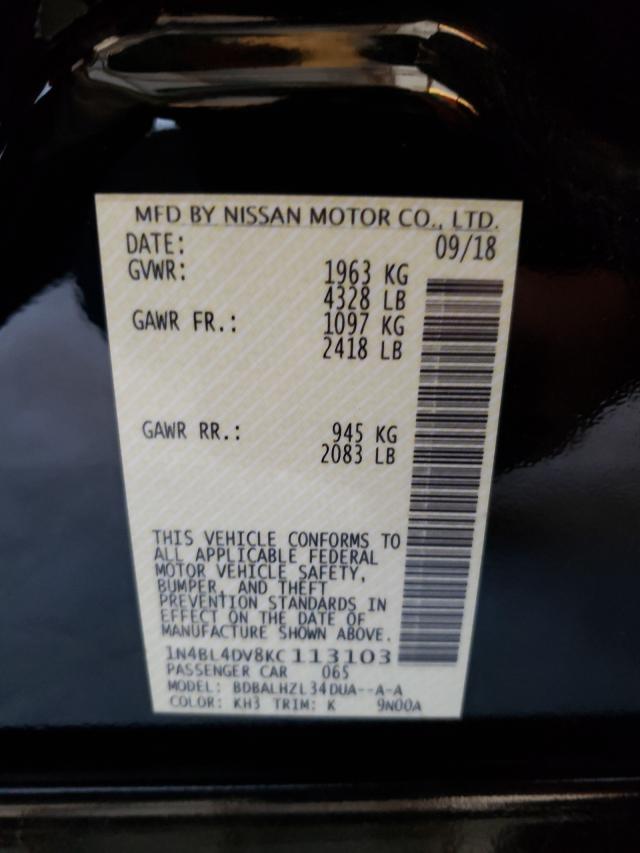 MFD BY NISSAN MOTOR CO., LTD.
DATE: 09/18
GVWR: 1963 KG
4328 LB
GAWR FR.: 1097 KG
2418 LB
GAWR RR.: 945 KG
2083 LB
THIS VEHICLE CONFORMS TO
ALL APPLICABLE FEDERAL
MOTOR VEHICLE SAFETY,
BUMPER, AND THEFT
PREVENTION STANDARDS IN
EFFECT ON THE DATE OF
MANUFACTURE SHOWN ABOVE.
1N4BL4DV8KC113103
PASSENGER CAR 065
MODEL: BDBALHZL34DUA--A-A
COLOR: KH3 TRIM: K 9N00A